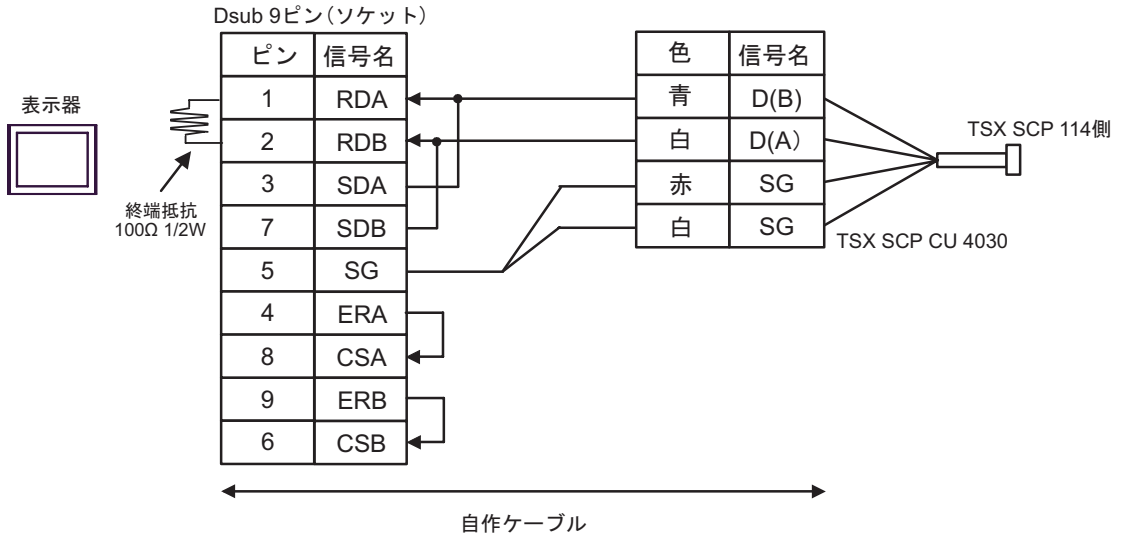 Dsub 9ピン（ソケット）
ピン 信号名
1 RDA
2 RDB
3 SDA
7 SDB
5 SG
4 ERA
8 CSA
9 ERB
6 CSB
表示器
終端抵抗
100Ω 1/2W
色 信号名
青 D(B)
白 D(A）
赤 SG
白 SG
TSX SCP 114側
TSX SCP CU 4030
自作ケーブル